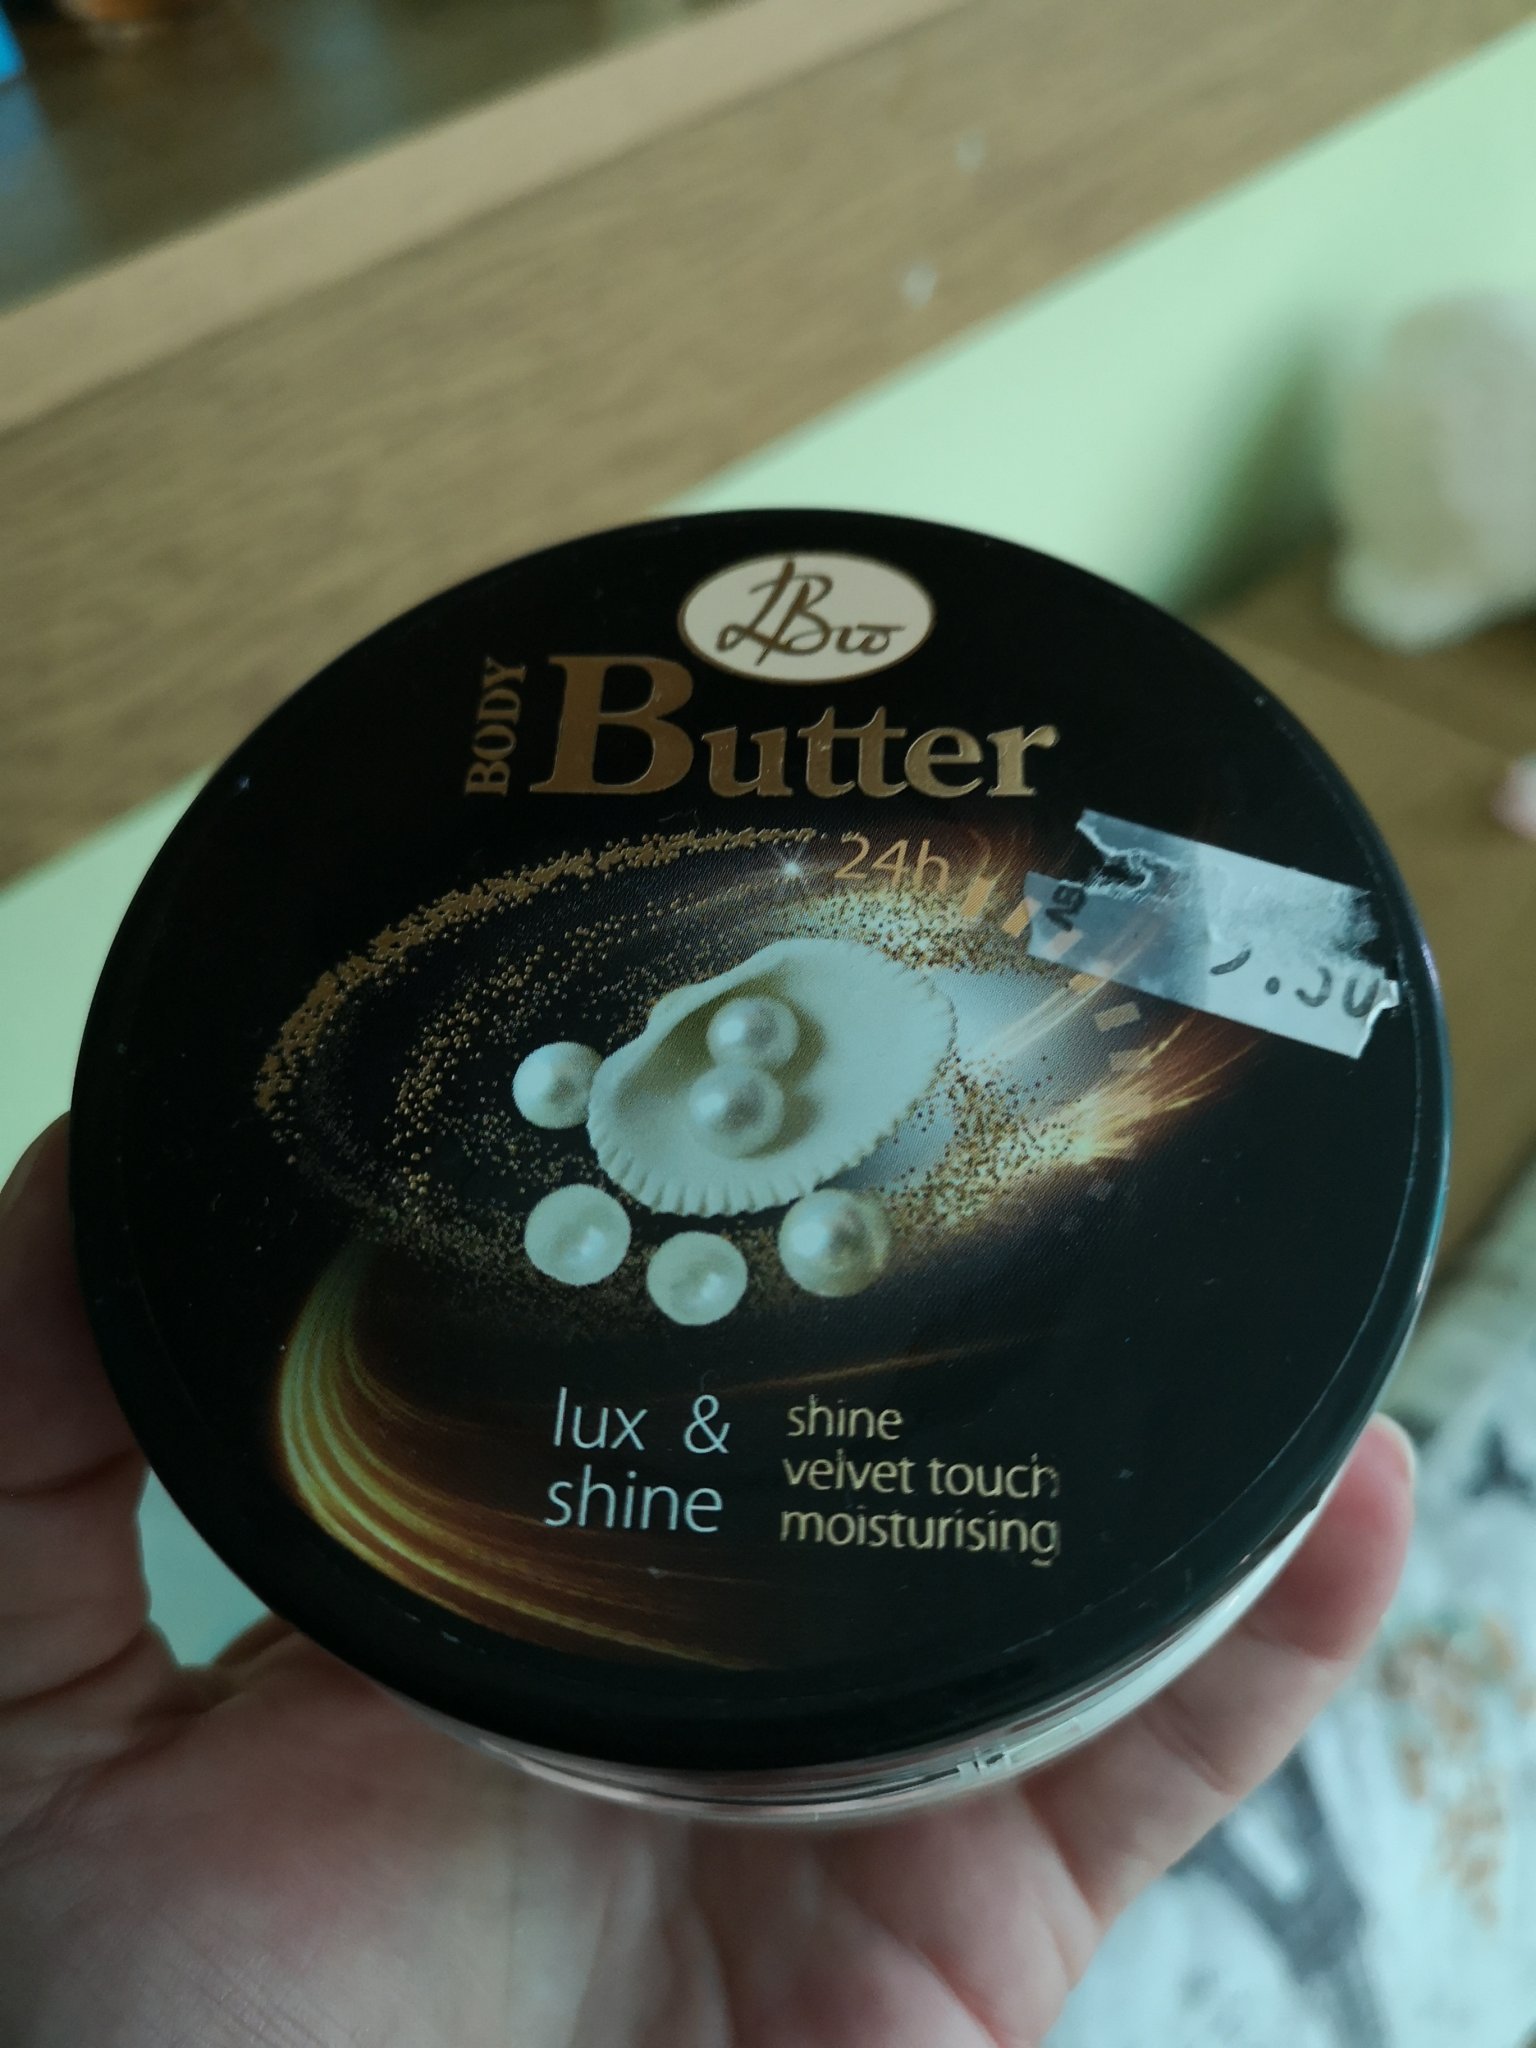 LBio
BODY
Butter
24h
lux &
shine
shine
velvet touch
moisturising